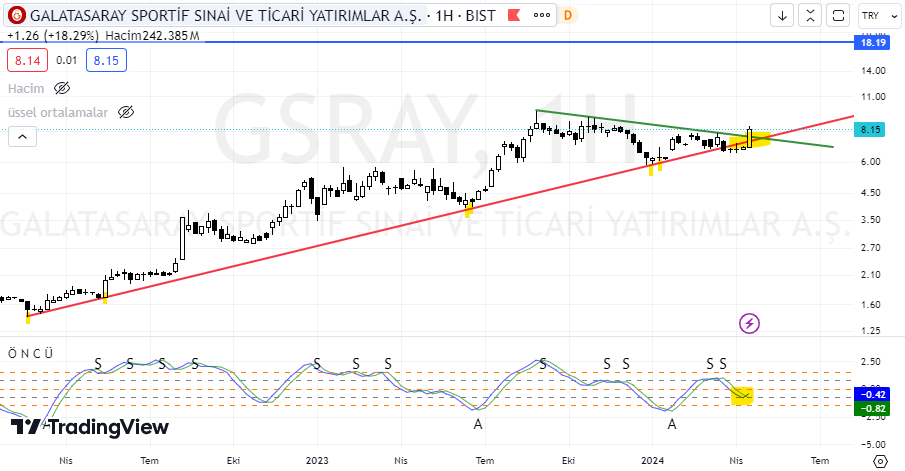 GALATASARAY SPORTİF SINAİ VE TİCARİ YATIRIMLAR A.Ş. · 1H · BIST D TRY
+1.26 (+18.29%) Hacim242.385M
18.19
8.14 0.01 8.15
14.00
Hacim
11.00
üssel ortalamalar
GSRAY, 1H
8.15
6.00
4.50
3.50
GALATASARAY SPORTİF SINAİ VE TİCARİ YATIRIMLAR A.Ş.
2.70
2.10
1.60
1.25
ÖNCÜ
S S S S S S S S S S S S
2.50
−0.42
−0.82
A A
TradingView
−5.00
Nis Tem Eki 2023 Nis Tem Eki 2024 Nis Tem